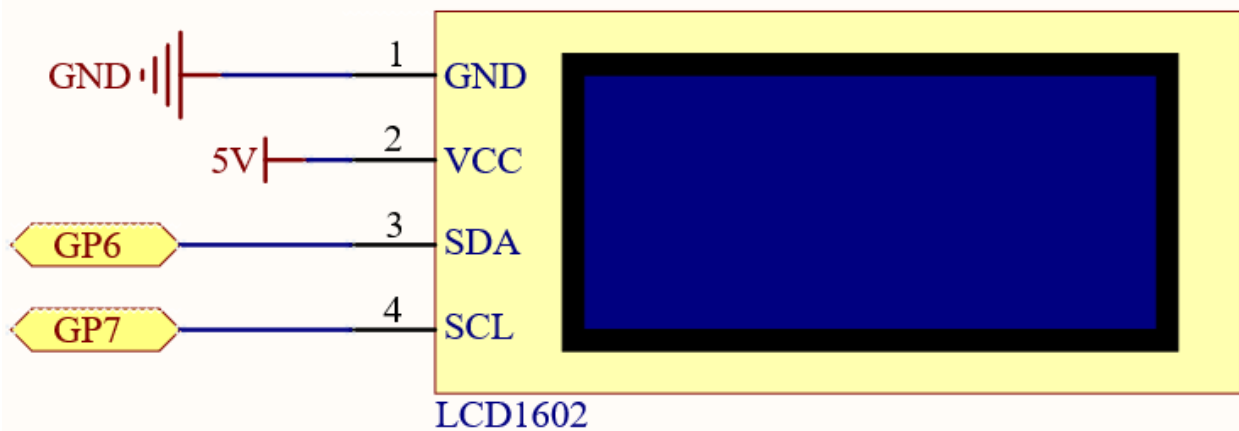 GND 1 GND
5V 2 VCC
GP6 3 SDA
GP7 4 SCL
LCD1602